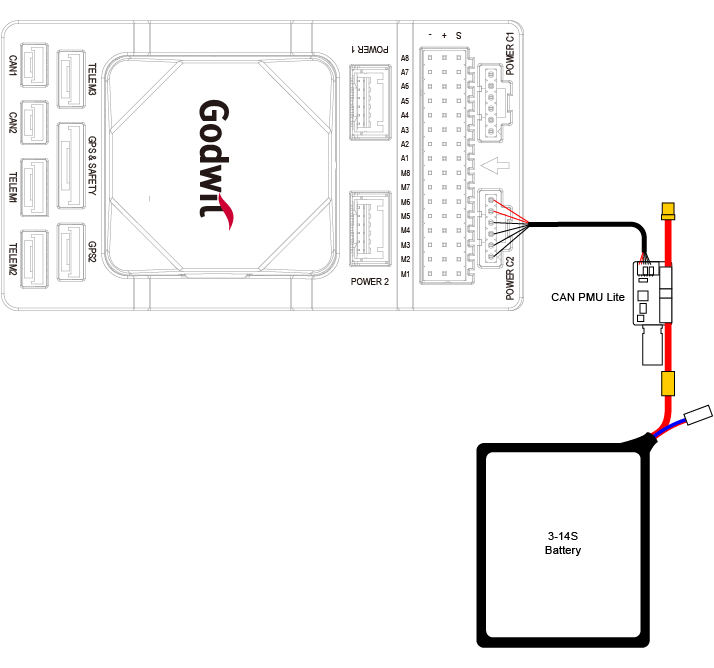 CAN1
CAN2
TELEM1
TELEM2
TELEM3
GPS & SAFETY
GPS2
Godwit
POWER 1
POWER 2
- + S
A8
A7
A6
A5
A4
A3
A2
A1
M8
M7
M6
M5
M4
M3
M2
M1
POWER C1
POWER C2
CAN PMU Lite
3-14S
Battery